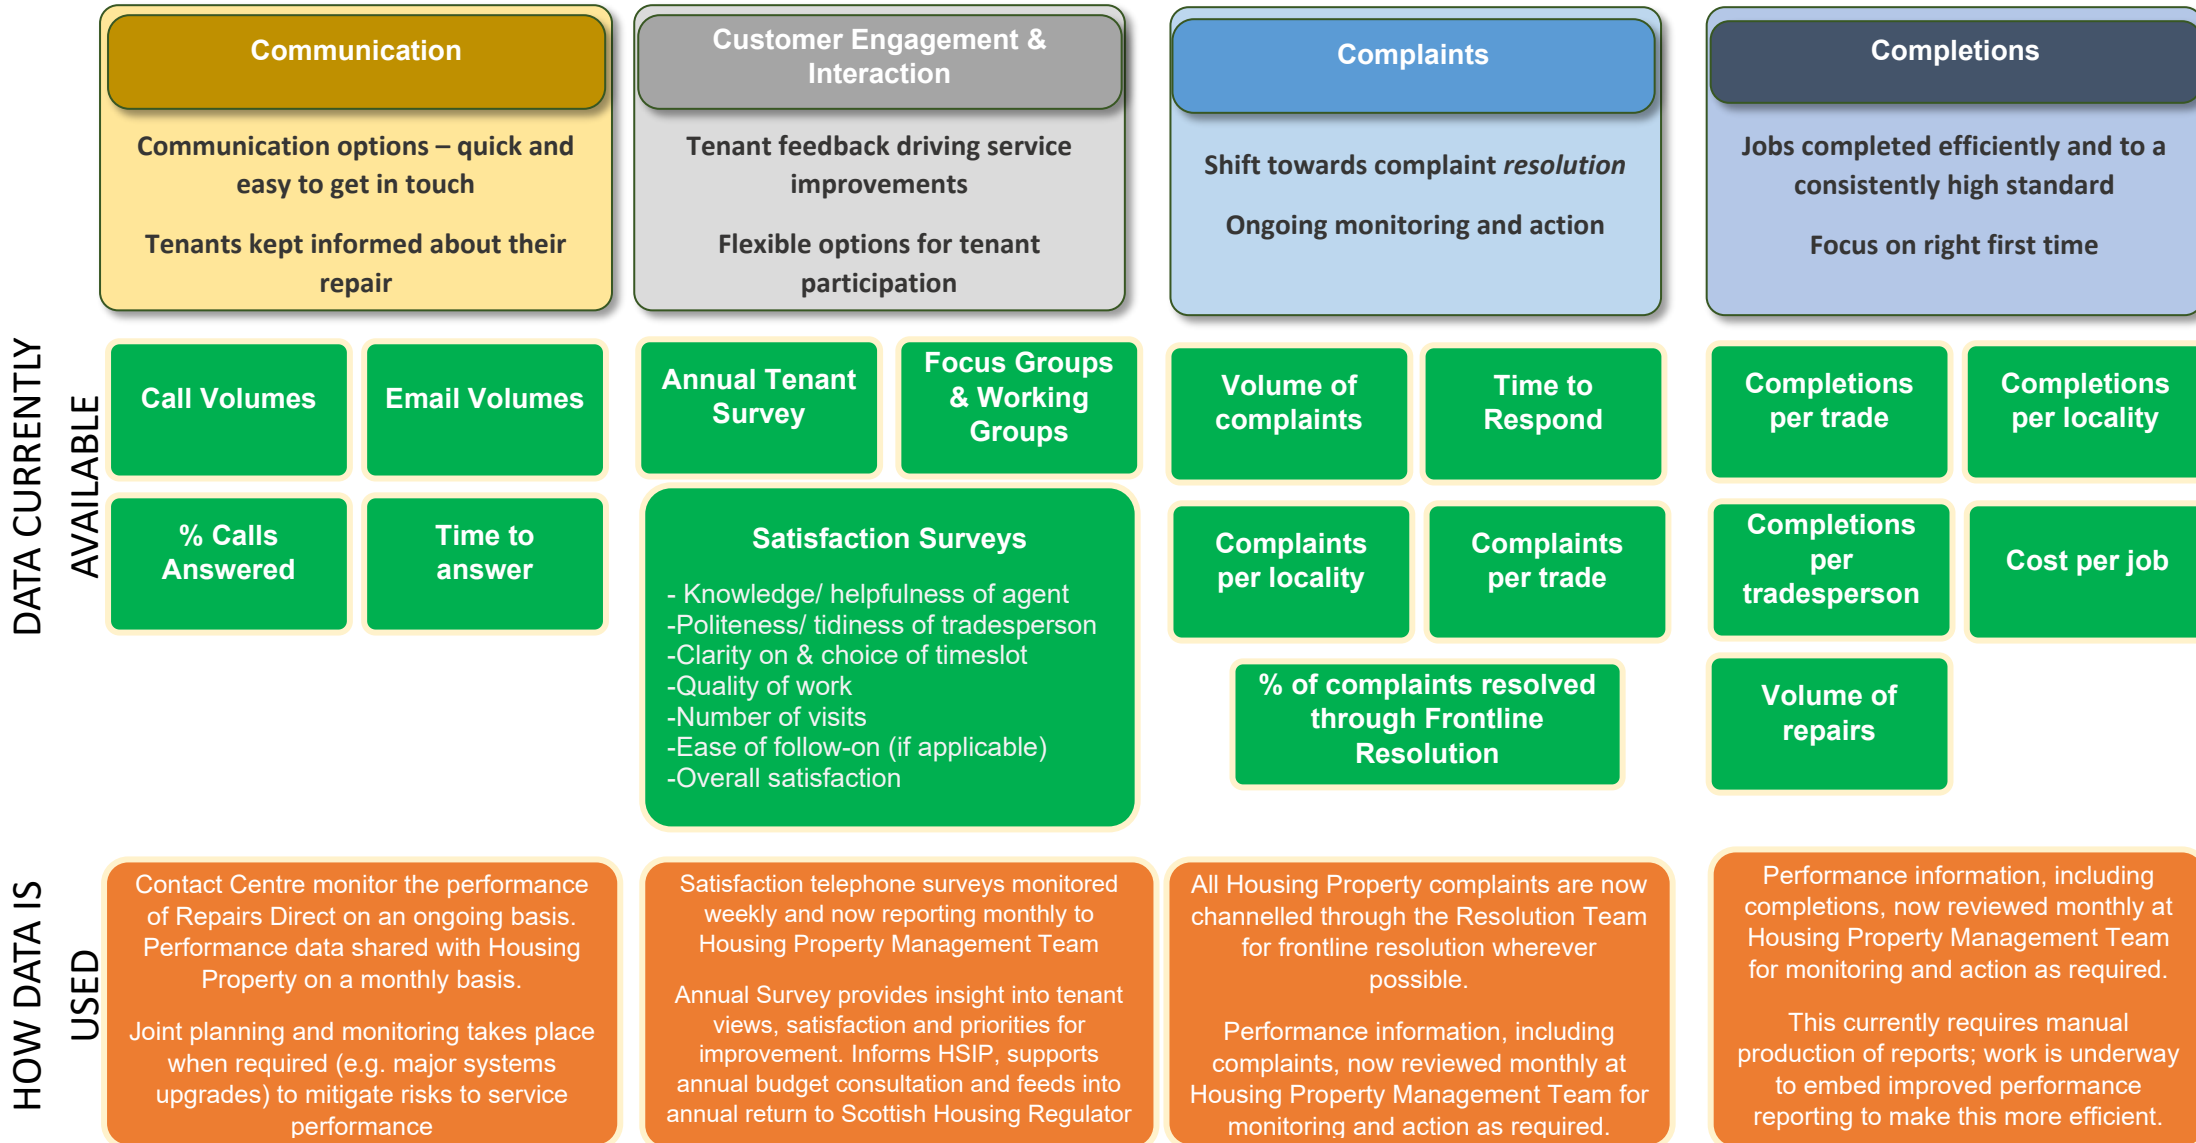 Communication
Communication options – quick and
easy to get in touch
Tenants kept informed about their
repair
Customer Engagement &
Interaction
Tenant feedback driving service
improvements
Flexible options for tenant
participation
Complaints
Shift towards complaint resolution
Ongoing monitoring and action
Completions
Jobs completed efficiently and to a
consistently high standard
Focus on right first time
DATA CURRENTLY
AVAILABLE
Call Volumes
Email Volumes
% Calls
Answered
Time to
answer
Annual Tenant
Survey
Focus Groups
& Working
Groups
Satisfaction Surveys
- Knowledge/ helpfulness of agent
-Politeness/ tidiness of tradesperson
-Clarity on & choice of timeslot
-Quality of work
-Number of visits
-Ease of follow-on (if applicable)
-Overall satisfaction
Volume of
complaints
Time to
Respond
Complaints
per locality
Complaints
per trade
% of complaints resolved
through Frontline
Resolution
Completions
per trade
Completions
per locality
Completions
per
tradesperson
Cost per job
Volume of
repairs
HOW DATA IS
USED
Contact Centre monitor the performance
of Repairs Direct on an ongoing basis.
Performance data shared with Housing
Property on a monthly basis.
Joint planning and monitoring takes place
when required (e.g. major systems
upgrades) to mitigate risks to service
performance
Satisfaction telephone surveys monitored
weekly and now reporting monthly to
Housing Property Management Team
Annual Survey provides insight into tenant
views, satisfaction and priorities for
improvement. Informs HSIP, supports
annual budget consultation and feeds into
annual return to Scottish Housing Regulator
All Housing Property complaints are now
channelled through the Resolution Team
for frontline resolution wherever
possible.
Performance information, including
complaints, now reviewed monthly at
Housing Property Management Team for
monitoring and action as required.
Performance information, including
completions, now reviewed monthly at
Housing Property Management Team
for monitoring and action as required.
This currently requires manual
production of reports; work is underway
to embed improved performance
reporting to make this more efficient.